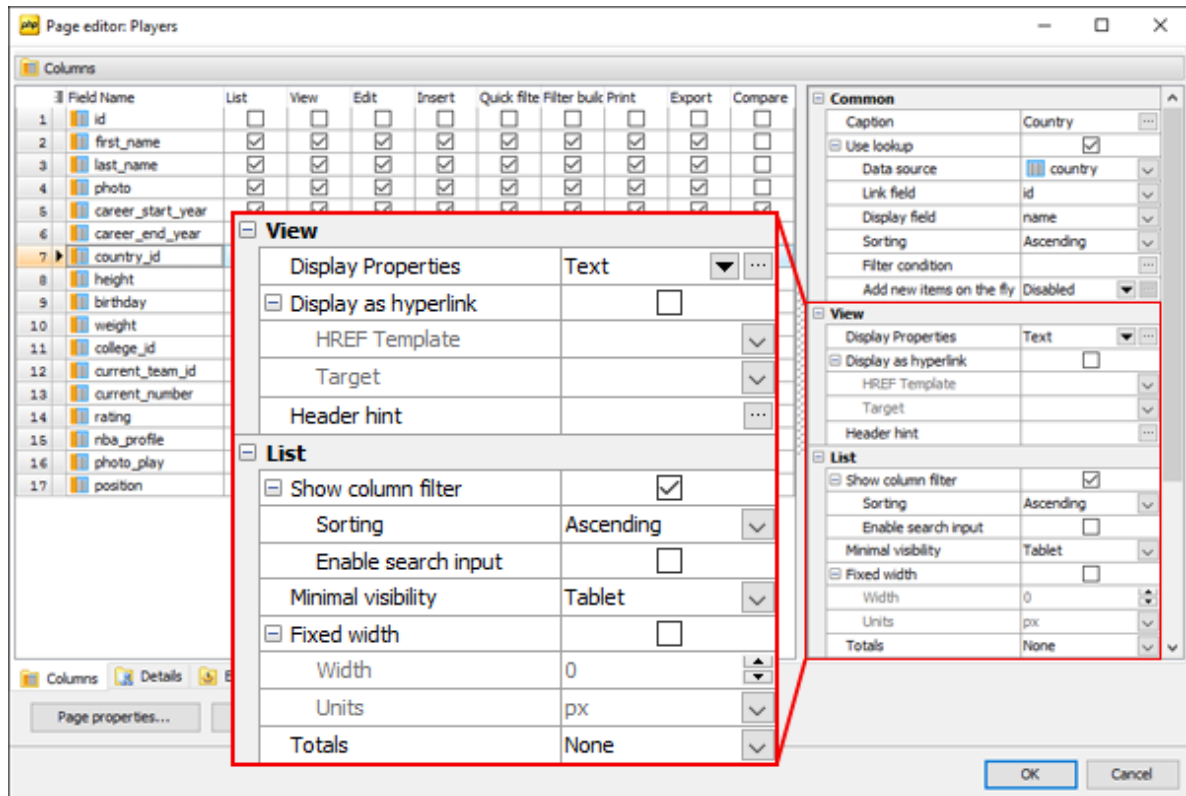 php Page editor: Players
Columns
Field Name List View Edit Insert Quick filte Filter builc Print Export Compare
1 id
2 first_name
3 last_name
4 photo
5 career_start_year
6 career_end_year
7 country_id
8 height
9 birthday
10 weight
11 college_id
12 current_team_id
13 current_number
14 rating
15 nba_profile
16 photo_play
17 position
View
Display Properties Text
Display as hyperlink
HREF Template
Target
Header hint
List
Show column filter
Sorting Ascending
Enable search input
Minimal visibility Tablet
Fixed width
Width 0
Units px
Totals None
Common
Caption Country
Use lookup
Data source country
Link field id
Display field name
Sorting Ascending
Filter condition
Add new items on the fly Disabled
View
Display Properties Text
Display as hyperlink
HREF Template
Target
Header hint
List
Show column filter
Sorting Ascending
Enable search input
Minimal visibility Tablet
Fixed width
Width 0
Units px
Totals None
Columns Details E
Page properties...
OK Cancel